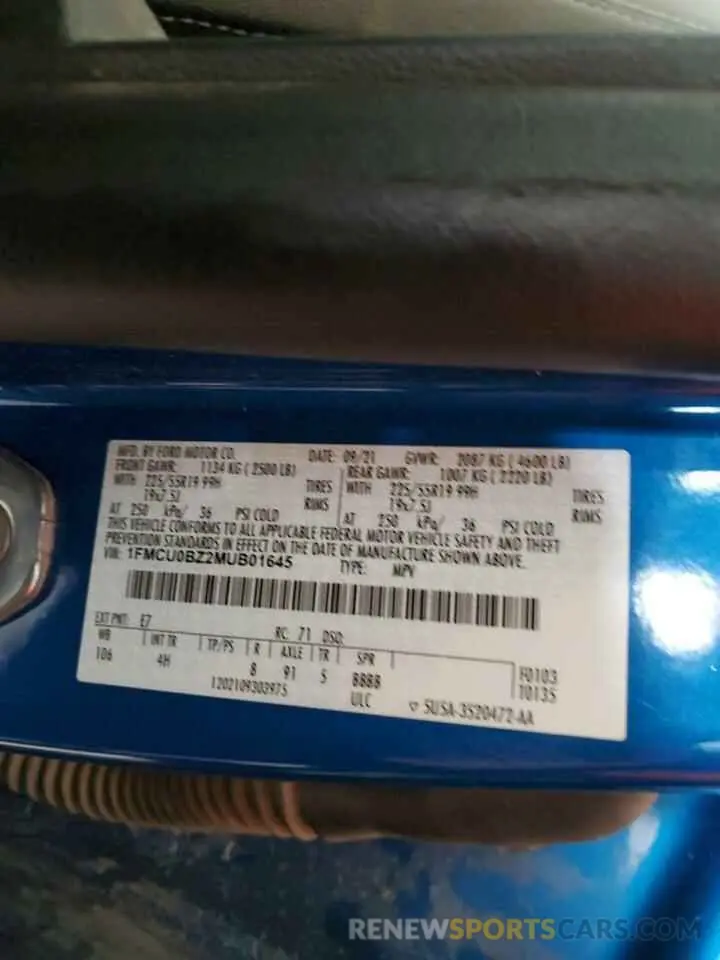 MFD. BY FORD MOTOR CO. DATE: 09/21 GVWR: 2087 KG ( 4600 LB)
FRONT GAWR: 1134 KG ( 2500 LB) REAR GAWR: 1007 KG ( 2220 LB)
WITH 225/55R19 99H TIRES WITH 225/55R19 99H TIRES
19x7.5J RIMS 19x7.5J RIMS
AT 250 kPa/ 36 PSI COLD AT 250 kPa/ 36 PSI COLD
THIS VEHICLE CONFORMS TO ALL APPLICABLE FEDERAL MOTOR VEHICLE SAFETY AND THEFT
PREVENTION STANDARDS IN EFFECT ON THE DATE OF MANUFACTURE SHOWN ABOVE.
VIN: 1FMCU0BZ2MUB01645 TYPE: MPV
EXT PNT: E7 RC: 71 DSO:
WB INT TR TP/PS R AXLE TR SPR
106 4H 8 91 5 BBBB
F0103
T0135
1202109303975 ULC
▽ 5USA-3520472-AA
RENEWSPORTSCARS.COM